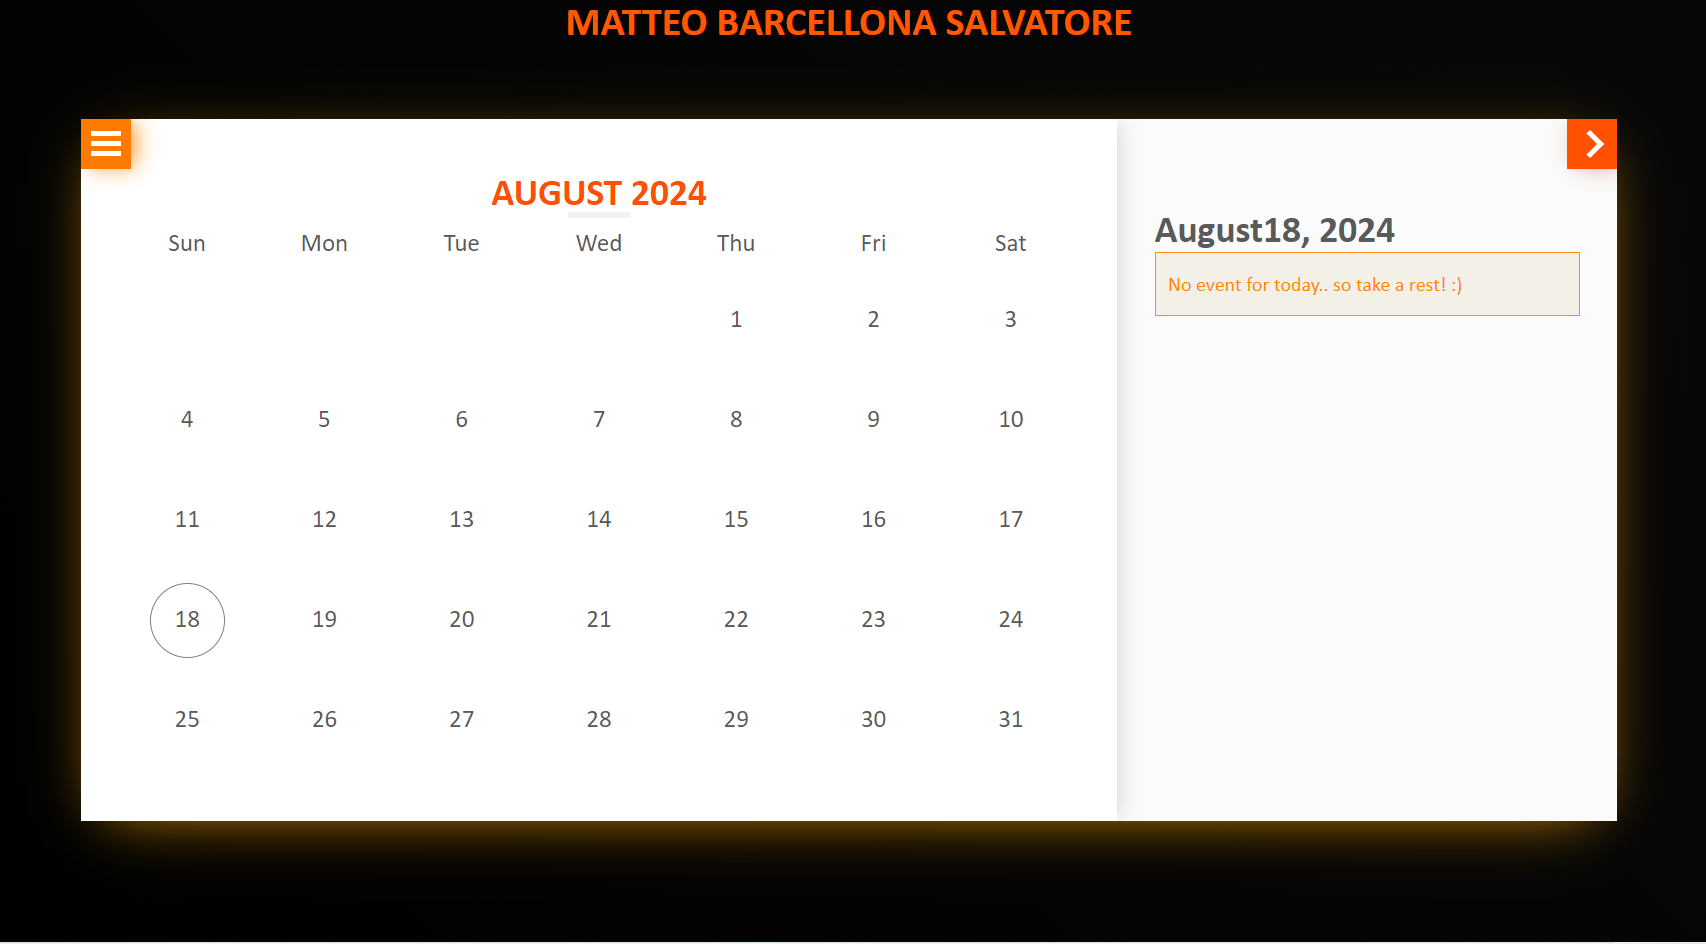 MATTEO BARCELLONA SALVATORE
AUGUST 2024
Sun Mon Tue Wed Thu Fri Sat
1 2 3
4 5 6 7 8 9 10
11 12 13 14 15 16 17
18 19 20 21 22 23 24
25 26 27 28 29 30 31
August18, 2024
No event for today.. so take a rest! :)